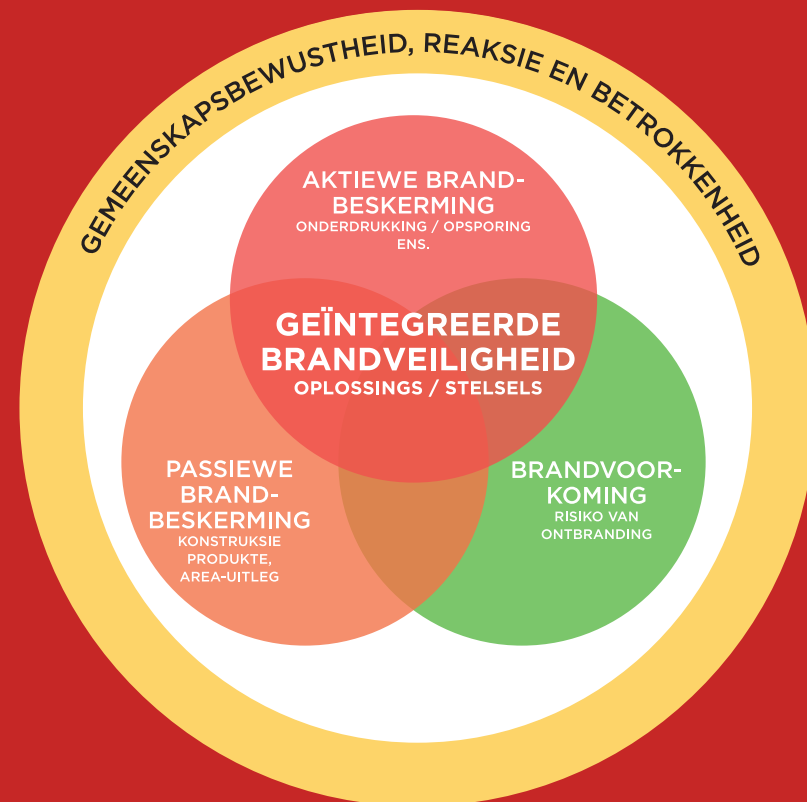 GEMEENSKAPSBEWUSTHEID, REAKSIE EN BETROKKENHEID
AKTIEWE BRAND-
BESKERMING
ONDERDRUKKING / OPSPORING
ENS.
GEÏNTEGREERDE
BRANDVEILIGHEID
OPLOSSINGS / STELSELS
PASSIEWE
BRAND-
BESKERMING
KONSTRUKSIE
PRODUKTE,
AREA-UITLEG
BRANDVOOR-
KOMING
RISIKO VAN
ONTBRANDING